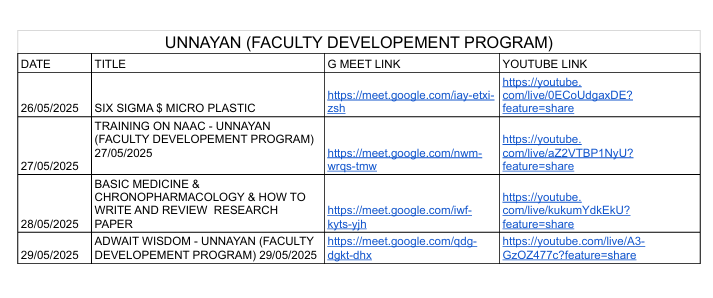 UNNAYAN (FACULTY DEVELOPEMENT PROGRAM)
DATE TITLE G MEET LINK YOUTUBE LINK
26/05/2025 SIX SIGMA $ MICRO PLASTIC
https://meet.google.com/iay-etxi-
zsh
https://youtube.
com/live/0ECoUdgaxDE?
feature=share
27/05/2025
TRAINING ON NAAC - UNNAYAN
(FACULTY DEVELOPEMENT PROGRAM)
27/05/2025
https://meet.google.com/nwm-
wrqs-tmw
https://youtube.
com/live/aZ2VTBP1NyU?
feature=share
28/05/2025
BASIC MEDICINE &
CHRONOPHARMACOLOGY & HOW TO
WRITE AND REVIEW RESEARCH
PAPER
https://meet.google.com/iwf-
kyts-yjh
https://youtube.
com/live/kukumYdkEkU?
feature=share
29/05/2025
ADWAIT WISDOM - UNNAYAN (FACULTY
DEVELOPEMENT PROGRAM) 29/05/2025
https://meet.google.com/qdg-
dgkt-dhx
https://youtube.com/live/A3-
GzOZ477c?feature=share